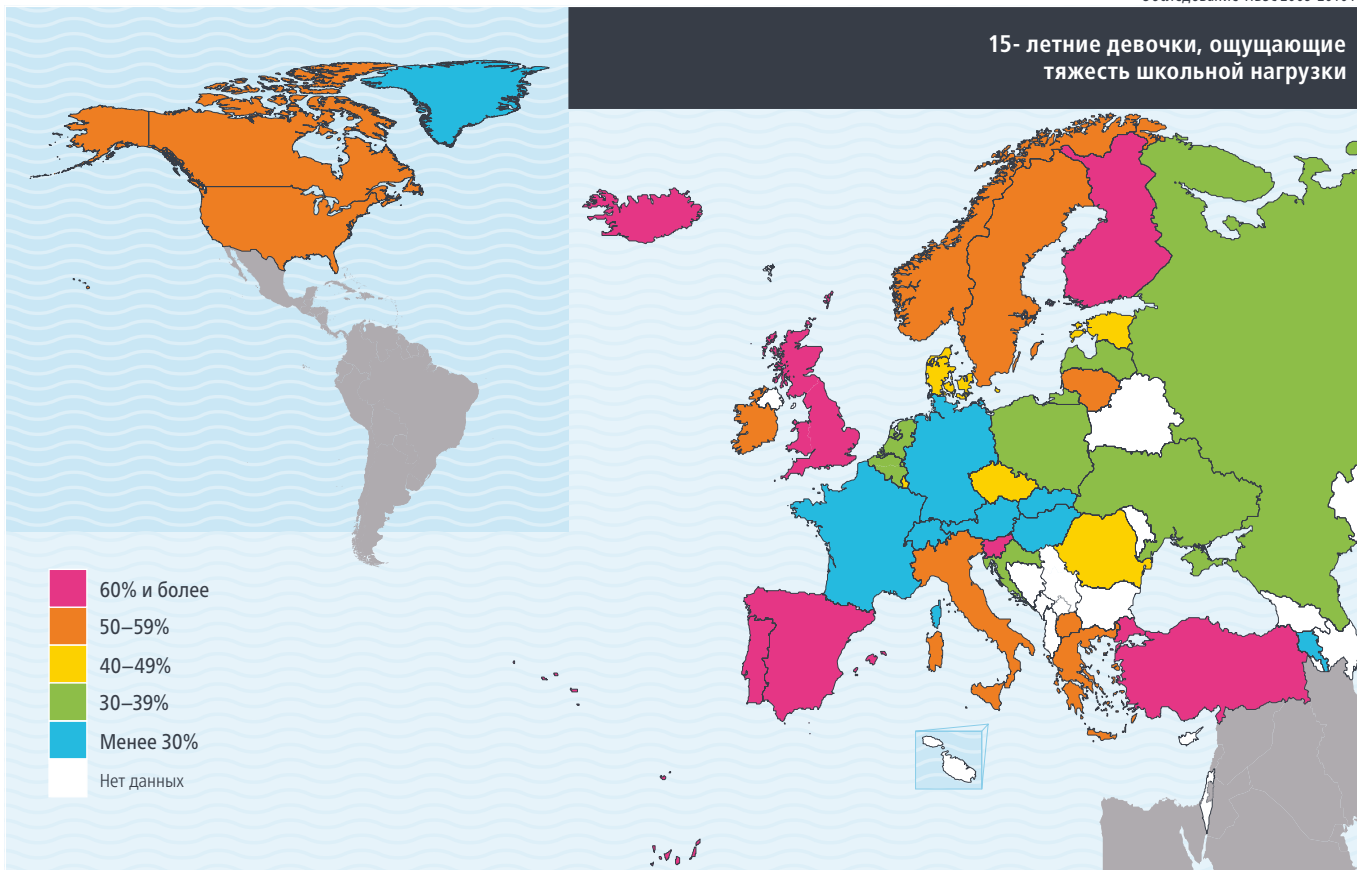 15- летние девочки, ощущающие
тяжесть школьной нагрузки
60% и более
50–59%
40–49%
30–39%
Менее 30%
Нет данных